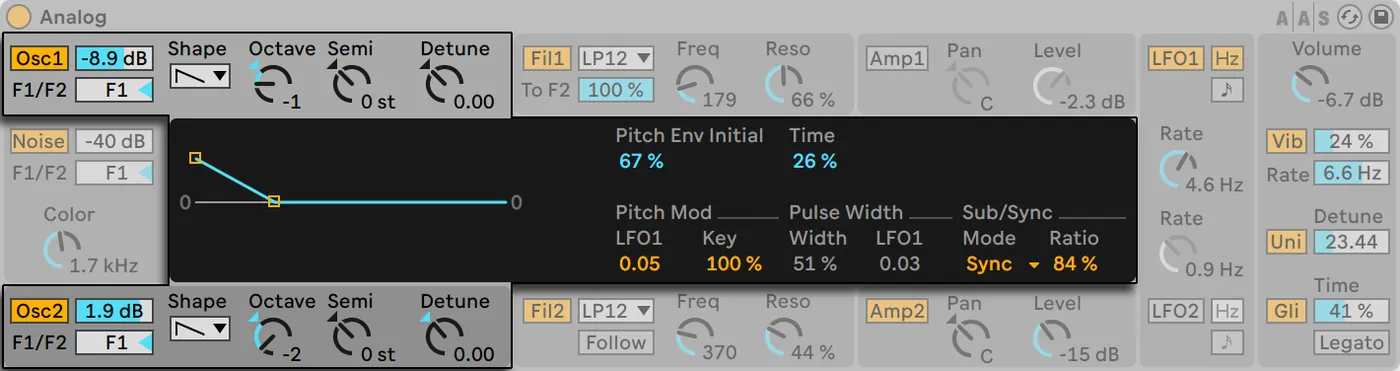 Analog
A A S
Osc1 -8.9 dB
F1/F2 F1
Shape
Octave -1
Semi 0 st
Detune 0.00
Fil1 LP12
To F2 100 %
Freq 179
Reso 66 %
Amp1
Pan C
Level -2.3 dB
LFO1 Hz
Volume
-6.7 dB
Noise -40 dB
F1/F2 F1
Color
1.7 kHz
0 0
Pitch Env Initial Time
67 % 26 %
Pitch Mod Pulse Width Sub/Sync
LFO1 Key Width LFO1 Mode Ratio
0.05 100 % 51 % 0.03 Sync 84 %
Rate
4.6 Hz
Rate
0.9 Hz
Vib 24 %
Rate 6.6 Hz
Detune
Uni 23.44
Time
Gli 41 %
Legato
Osc2 1.9 dB
F1/F2 F1
Shape
Octave -2
Semi 0 st
Detune 0.00
Fil2 LP12
Follow
Freq 370
Reso 44 %
Amp2
Pan C
Level -15 dB
LFO2 Hz